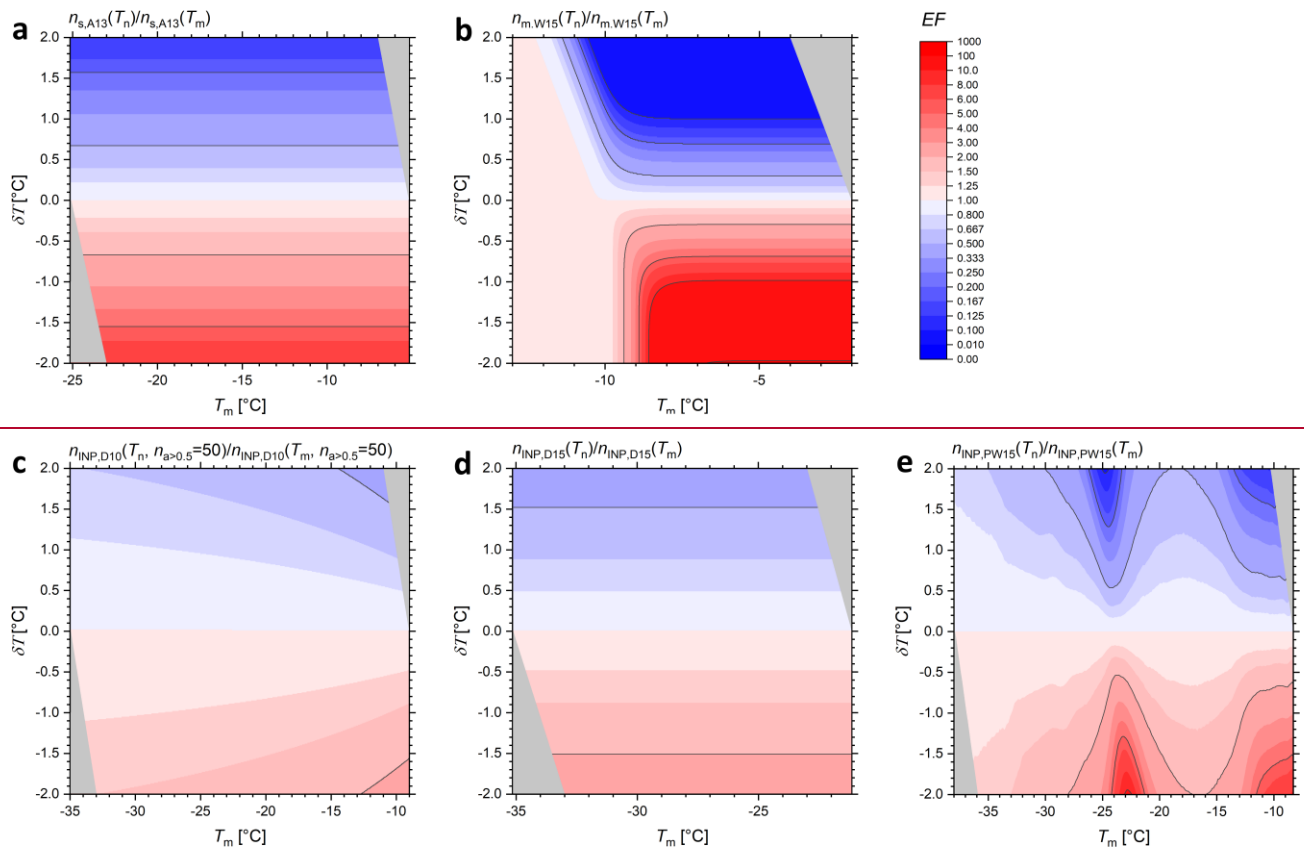 a
n_s,A13(T_n)/n_s,A13(T_m)
2.0
1.5
1.0
0.5
0.0
-0.5
-1.0
-1.5
-2.0
δT [°C]
-25 -20 -15 -10
T_m [°C]
b
n_m.W15(T_n)/n_m.W15(T_m)
2.0
1.5
1.0
0.5
0.0
-0.5
-1.0
-1.5
-2.0
δT [°C]
-10 -5
T_m [°C]
EF
1000
10.0
8.00
6.00
4.00
2.00
1.50
1.25
1.00
0.800
0.667
0.500
0.333
0.250
0.200
0.167
0.125
0.100
0.010
0.00
c
n_INP,D10(T_n, n_a>0.5=50)/n_INP,D10(T_m, n_a>0.5=50)
2.0
1.5
1.0
0.5
0.0
-0.5
-1.0
-1.5
-2.0
δT [°C]
-35 -30 -25 -20 -15 -10
T_m [°C]
d
n_INP,D15(T_n)/n_INP,D15(T_m)
2.0
1.5
1.0
0.5
0.0
-0.5
-1.0
-1.5
-2.0
δT [°C]
-35 -30 -25
T_m [°C]
e
n_INP,PW15(T_n)/n_INP,PW15(T_m)
2.0
1.5
1.0
0.5
0.0
-0.5
-1.0
-1.5
-2.0
δT [°C]
-35 -30 -25 -20 -15 -10
T_m [°C]